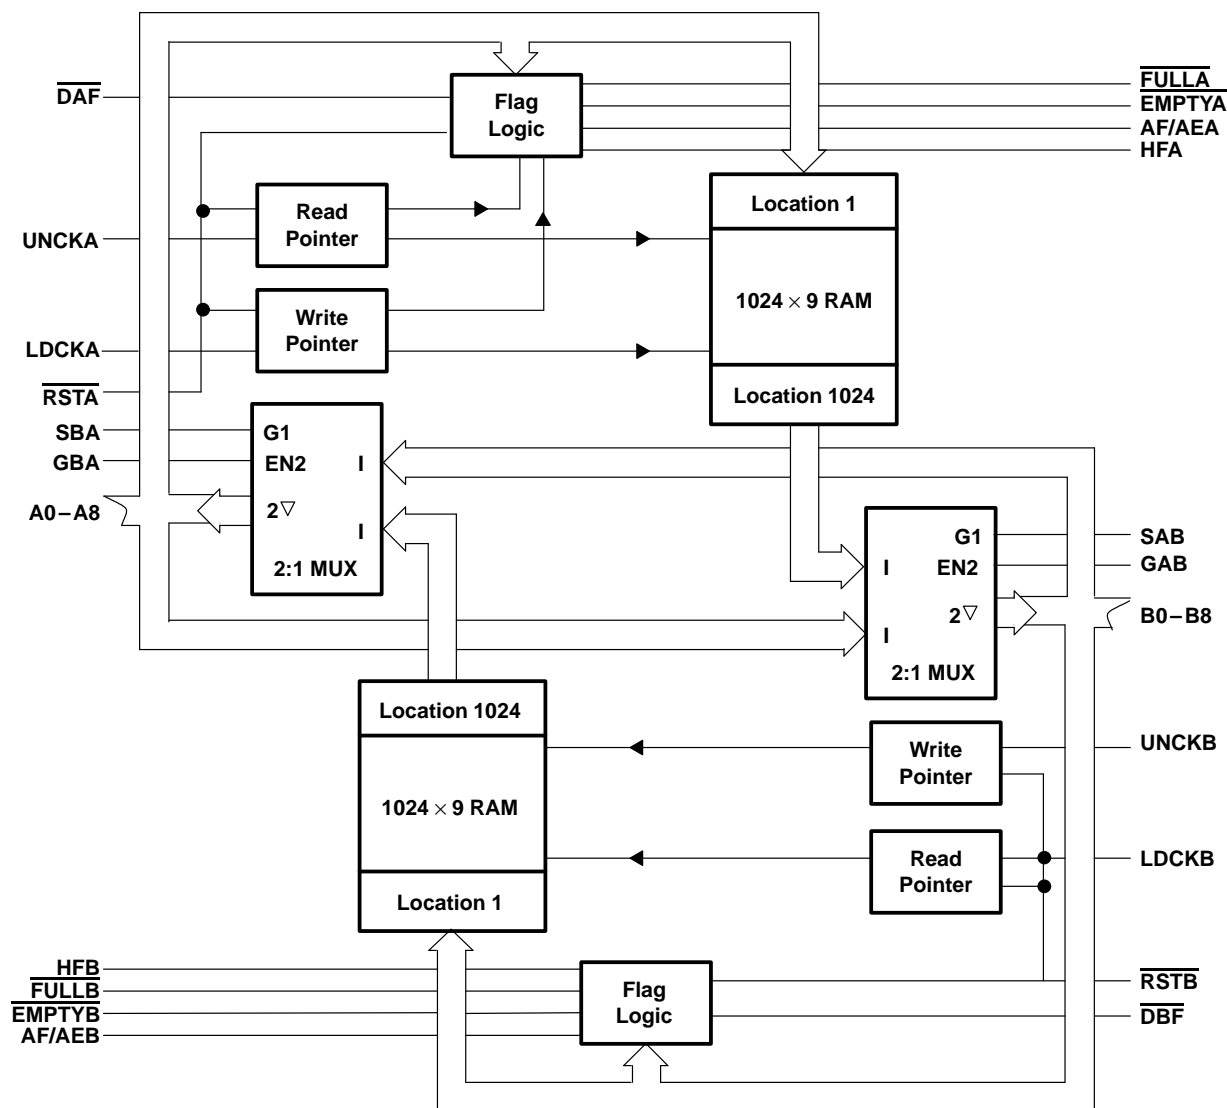 DAF
Flag
Logic
FULLA
EMPTYA
AF/AEA
HFA
Read
Pointer
UNCKA
Location 1
1024 × 9 RAM
Location 1024
Write
Pointer
LDCKA
RSTA
SBA
GBA
A0–A8
G1
EN2
I
2▽
I
2:1 MUX
G1
I
EN2
2▽
I
2:1 MUX
SAB
GAB
B0–B8
Location 1024
1024 × 9 RAM
Location 1
Write
Pointer
UNCKB
Read
Pointer
LDCKB
HFB
FULLB
EMPTYB
AF/AEB
Flag
Logic
RSTB
DBF